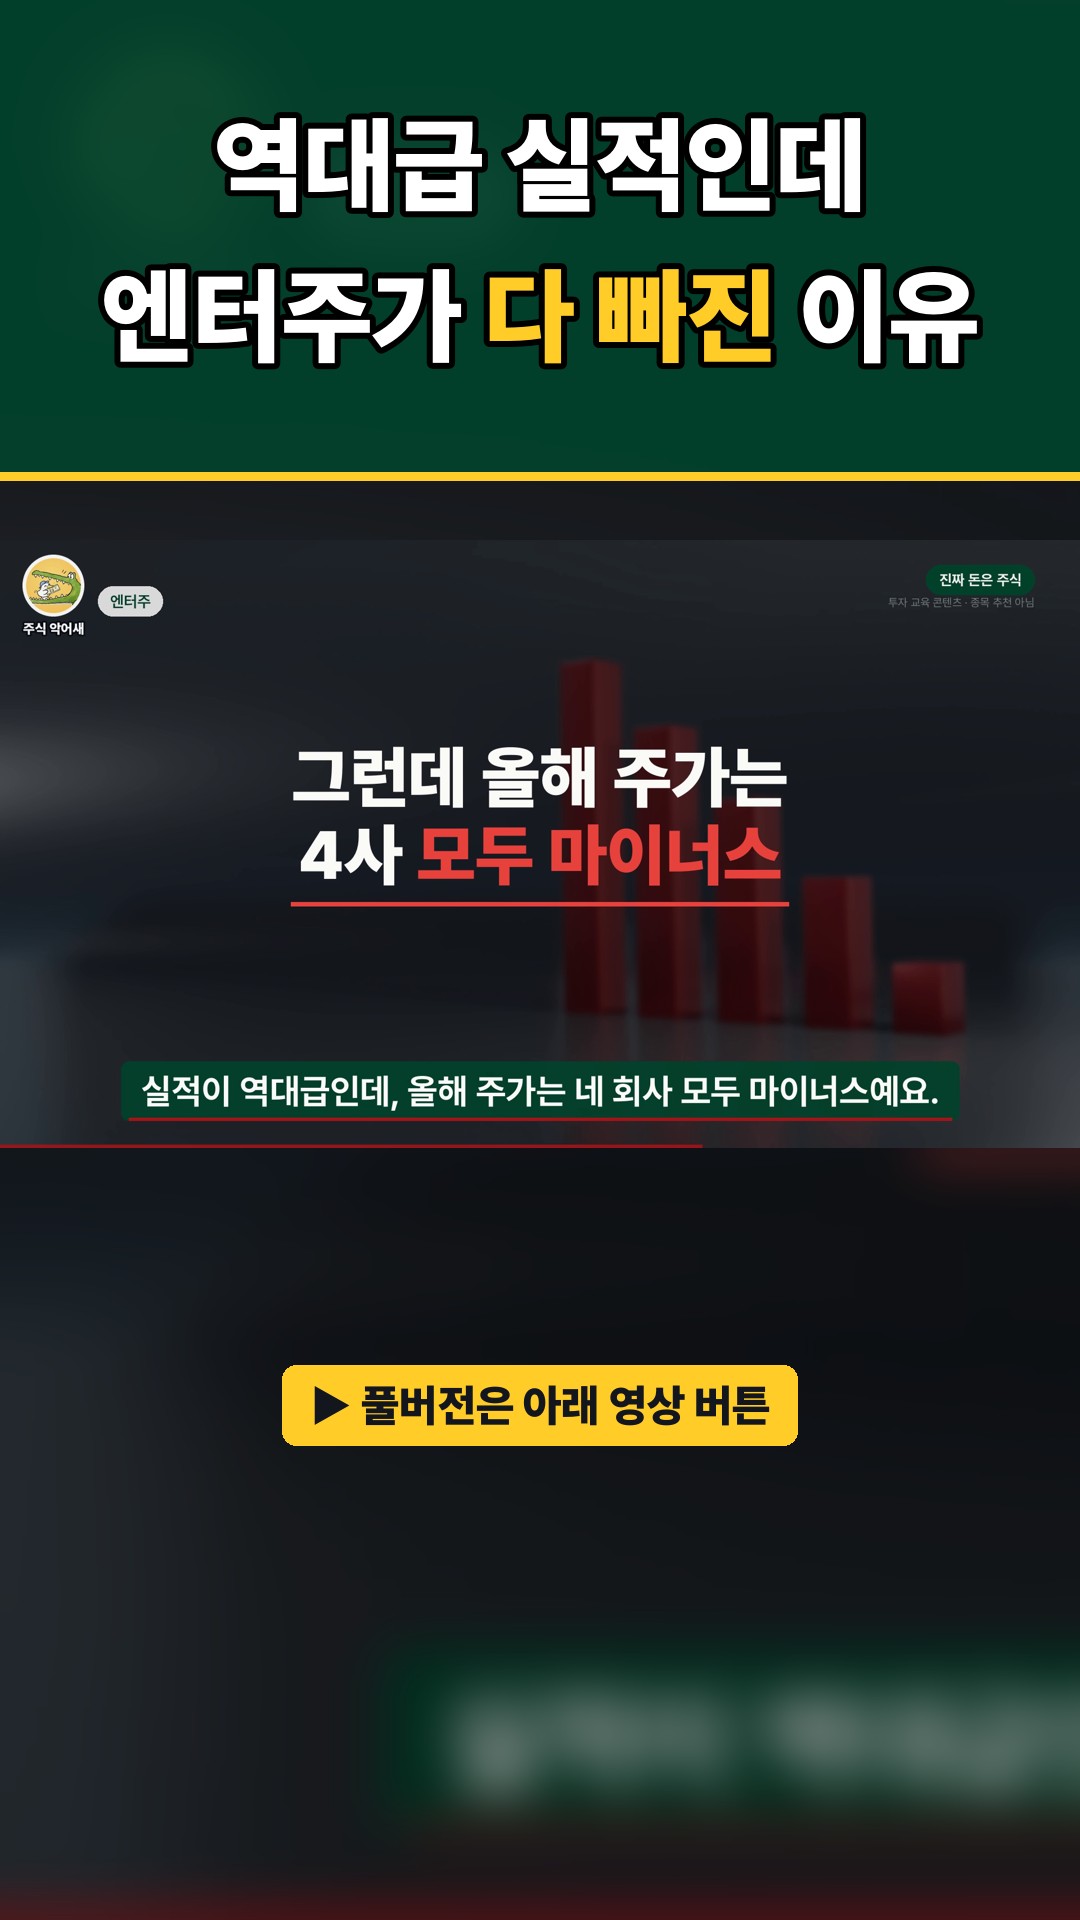 역대급 실적인데
엔터주가 다 빠진 이유
주식 악어새
엔터주
진짜 돈은 주식
투자 교육 콘텐츠 · 종목 추천 아님
그런데 올해 주가는
4사 모두 마이너스
실적이 역대급인데, 올해 주가는 네 회사 모두 마이너스예요.
▶ 풀버전은 아래 영상 버튼